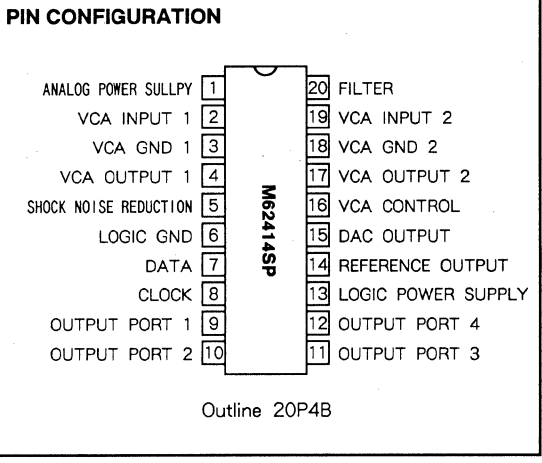 PIN CONFIGURATION
ANALOG POWER SULLPY 1
VCA INPUT 1 2
VCA GND 1 3
VCA OUTPUT 1 4
SHOCK NOISE REDUCTION 5
LOGIC GND 6
DATA 7
CLOCK 8
OUTPUT PORT 1 9
OUTPUT PORT 2 10
M62414SP
20 FILTER
19 VCA INPUT 2
18 VCA GND 2
17 VCA OUTPUT 2
16 VCA CONTROL
15 DAC OUTPUT
14 REFERENCE OUTPUT
13 LOGIC POWER SUPPLY
12 OUTPUT PORT 4
11 OUTPUT PORT 3
Outline 20P4B